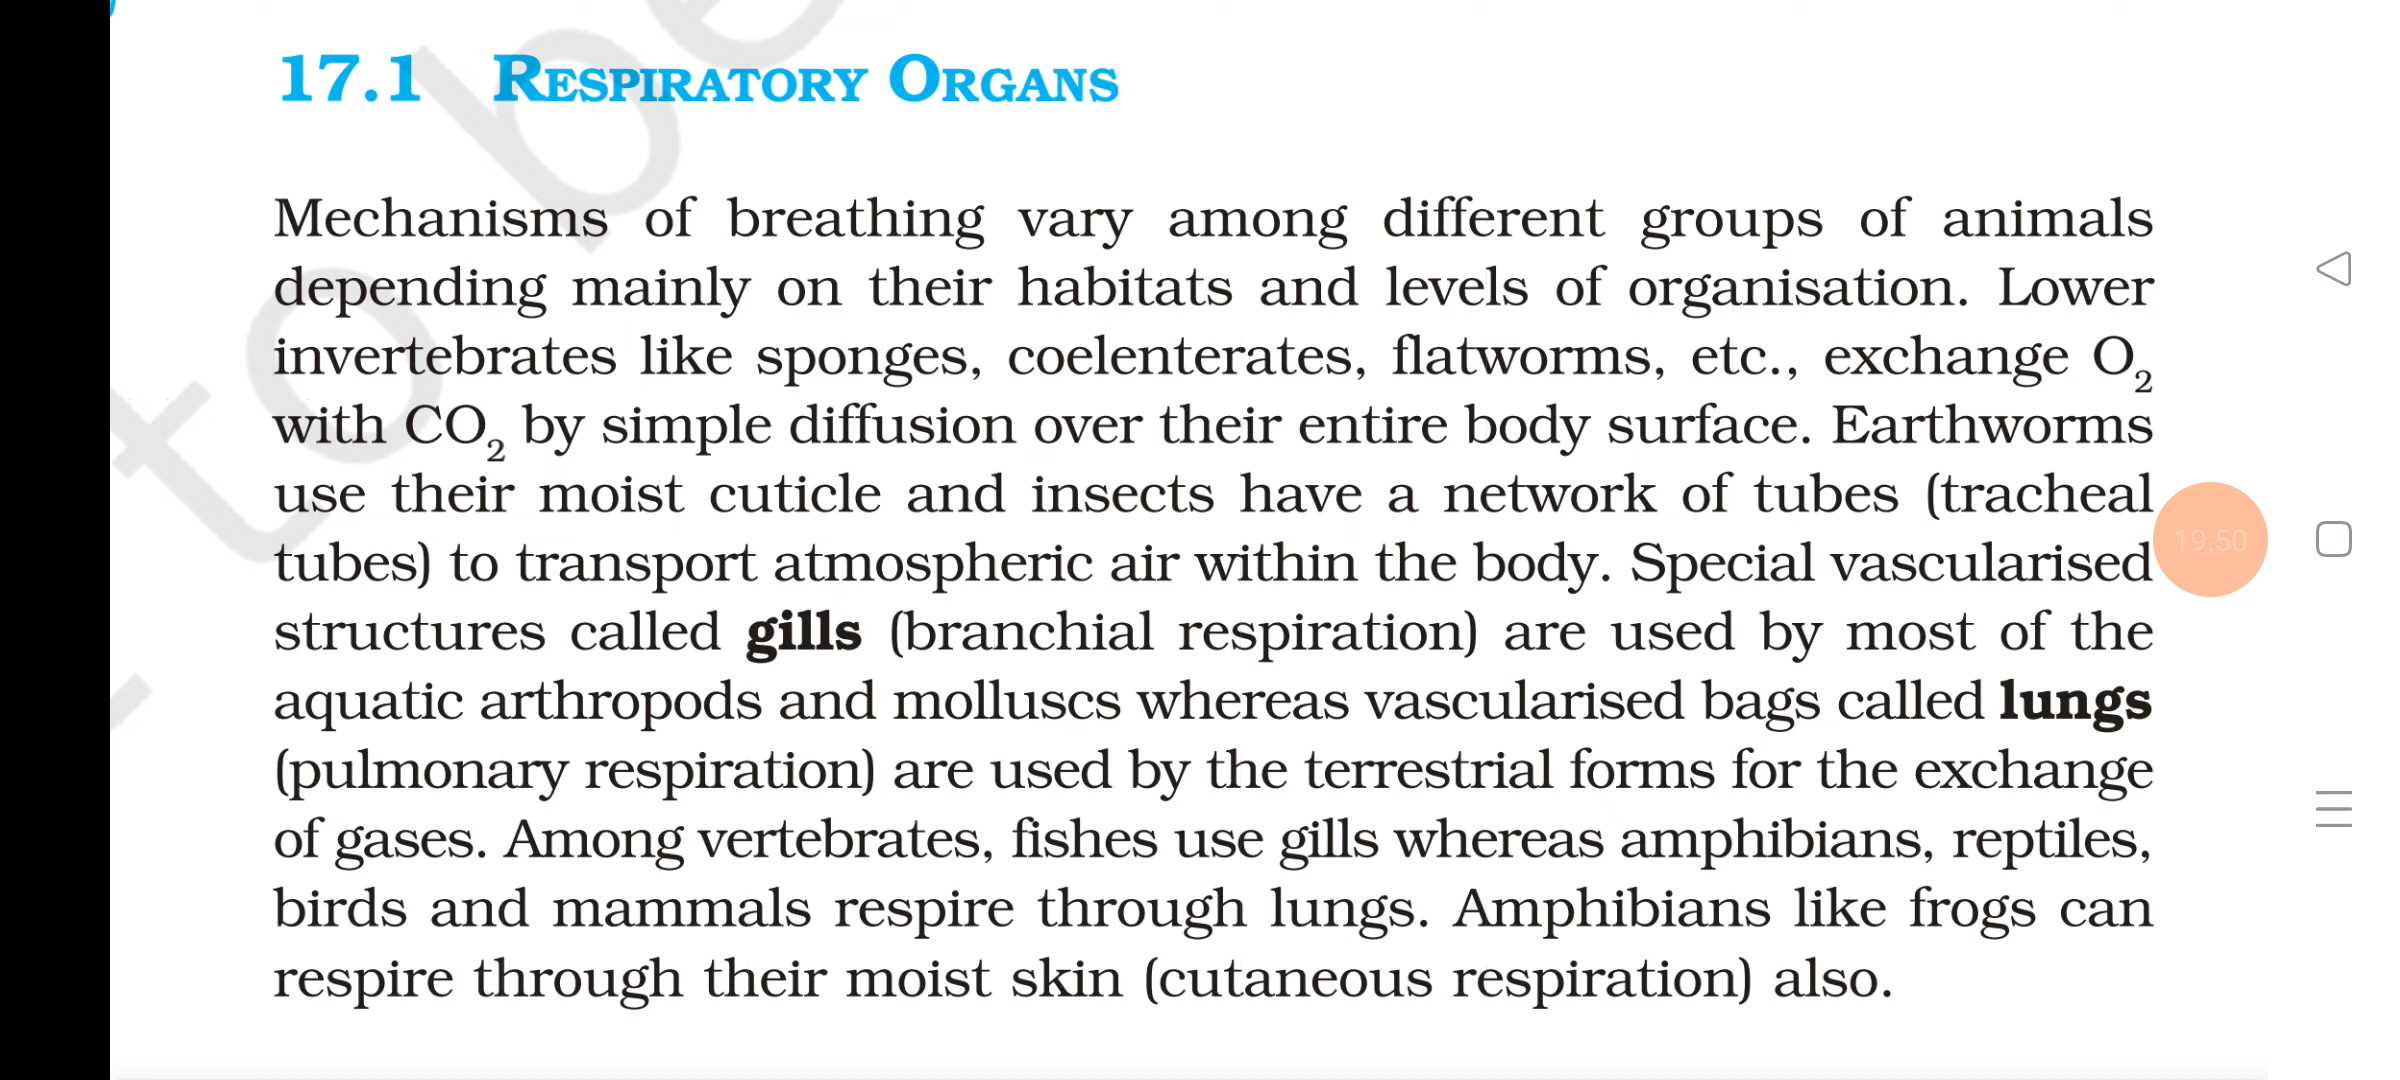 17.1 RESPIRATORY ORGANS
Mechanisms of breathing vary among different groups of animals
depending mainly on their habitats and levels of organisation. Lower
invertebrates like sponges, coelenterates, flatworms, etc., exchange O₂
with CO₂ by simple diffusion over their entire body surface. Earthworms
use their moist cuticle and insects have a network of tubes (tracheal
tubes) to transport atmospheric air within the body. Special vascularised
structures called gills (branchial respiration) are used by most of the
aquatic arthropods and molluscs whereas vascularised bags called lungs
(pulmonary respiration) are used by the terrestrial forms for the exchange
of gases. Among vertebrates, fishes use gills whereas amphibians, reptiles,
birds and mammals respire through lungs. Amphibians like frogs can
respire through their moist skin (cutaneous respiration) also.
19:50
to be